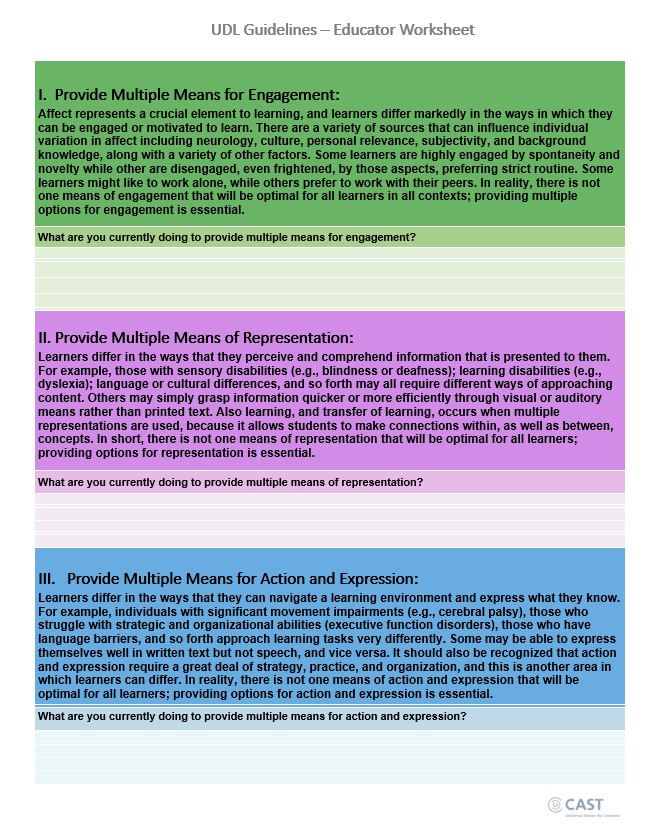 UDL Guidelines – Educator Worksheet
I. Provide Multiple Means for Engagement:
Affect represents a crucial element to learning, and learners differ markedly in the ways in which they
can be engaged or motivated to learn. There are a variety of sources that can influence individual
variation in affect including neurology, culture, personal relevance, subjectivity, and background
knowledge, along with a variety of other factors. Some learners are highly engaged by spontaneity and
novelty while other are disengaged, even frightened, by those aspects, preferring strict routine. Some
learners might like to work alone, while others prefer to work with their peers. In reality, there is not
one means of engagement that will be optimal for all learners in all contexts; providing multiple
options for engagement is essential.
What are you currently doing to provide multiple means for engagement?
II. Provide Multiple Means of Representation:
Learners differ in the ways that they perceive and comprehend information that is presented to them.
For example, those with sensory disabilities (e.g., blindness or deafness); learning disabilities (e.g.,
dyslexia); language or cultural differences, and so forth may all require different ways of approaching
content. Others may simply grasp information quicker or more efficiently through visual or auditory
means rather than printed text. Also learning, and transfer of learning, occurs when multiple
representations are used, because it allows students to make connections within, as well as between,
concepts. In short, there is not one means of representation that will be optimal for all learners;
providing options for representation is essential.
What are you currently doing to provide multiple means of representation?
III. Provide Multiple Means for Action and Expression:
Learners differ in the ways that they can navigate a learning environment and express what they know.
For example, individuals with significant movement impairments (e.g., cerebral palsy), those who
struggle with strategic and organizational abilities (executive function disorders), those who have
language barriers, and so forth approach learning tasks very differently. Some may be able to express
themselves well in written text but not speech, and vice versa. It should also be recognized that action
and expression require a great deal of strategy, practice, and organization, and this is another area in
which learners can differ. In reality, there is not one means of action and expression that will be
optimal for all learners; providing options for action and expression is essential.
What are you currently doing to provide multiple means for action and expression?
CAST
Universal Design for Learning